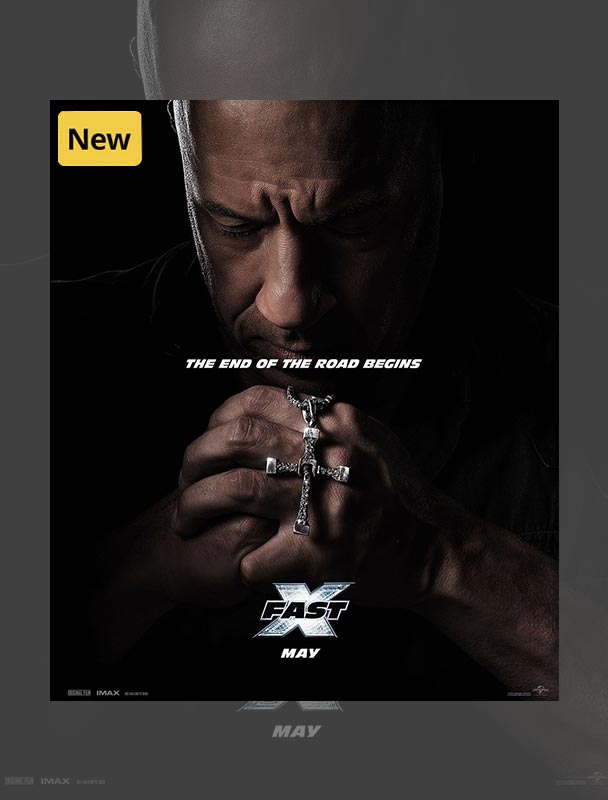 New
THE END OF THE ROAD BEGINS
FAST
X
MAY
IMAX
MAY
IMAX